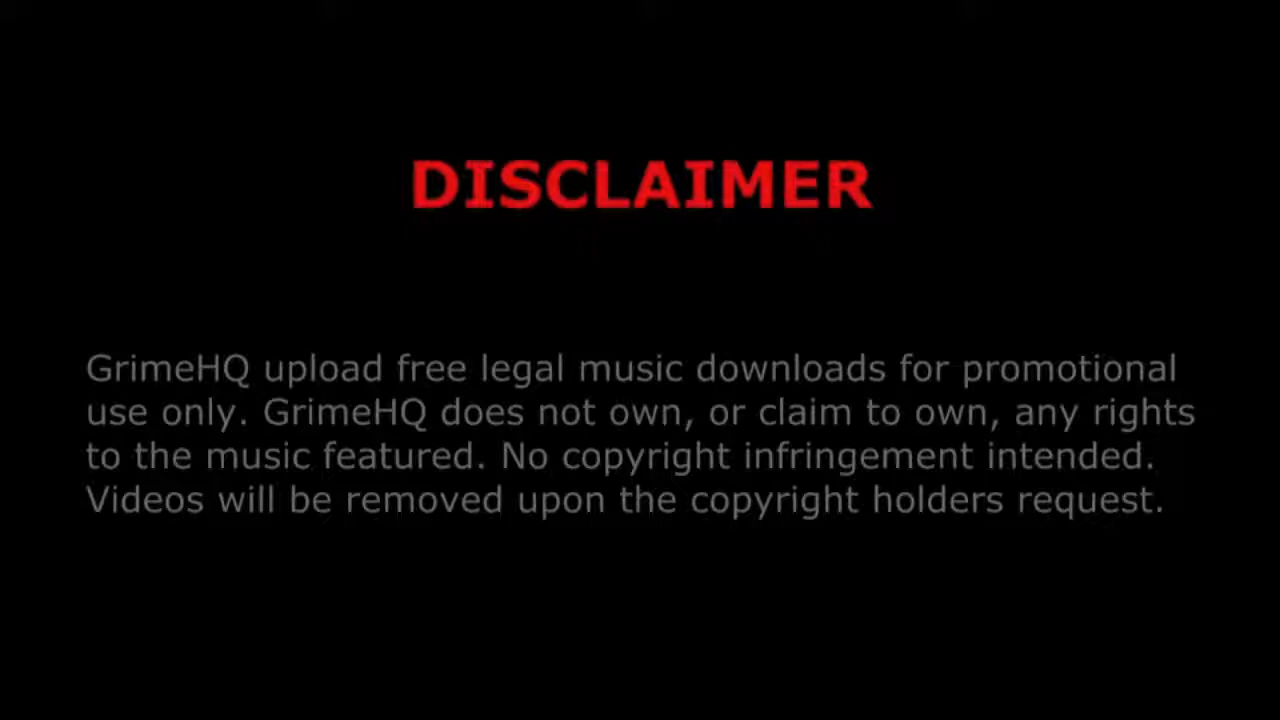 DISCLAIMER
GrimeHQ upload free legal music downloads for promotional
use only. GrimeHQ does not own, or claim to own, any rights
to the music featured. No copyright infringement intended.
Videos will be removed upon the copyright holders request.